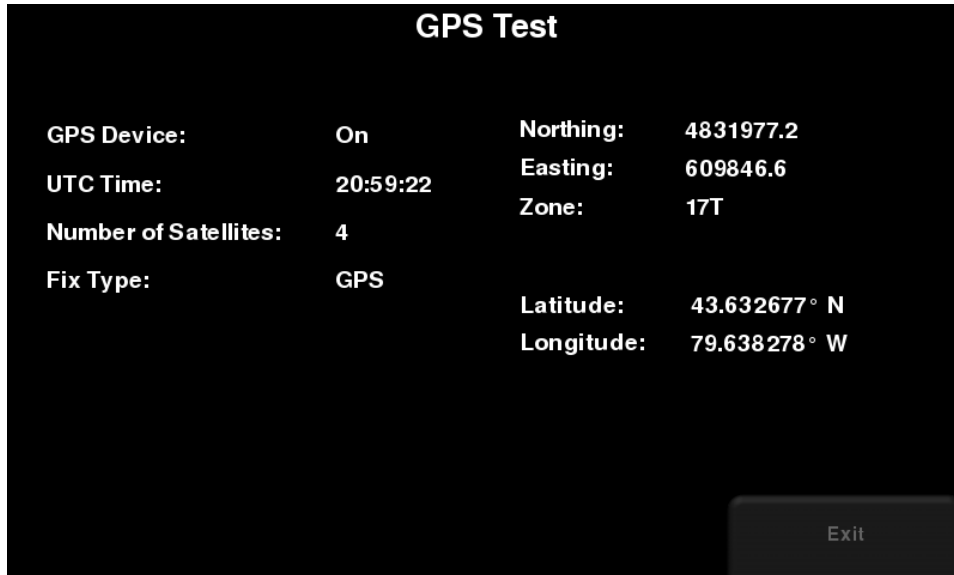 GPS Test
GPS Device: On
UTC Time: 20:59:22
Number of Satellites: 4
Fix Type: GPS
Northing: 4831977.2
Easting: 609846.6
Zone: 17T
Latitude: 43.632677° N
Longitude: 79.638278° W
Exit